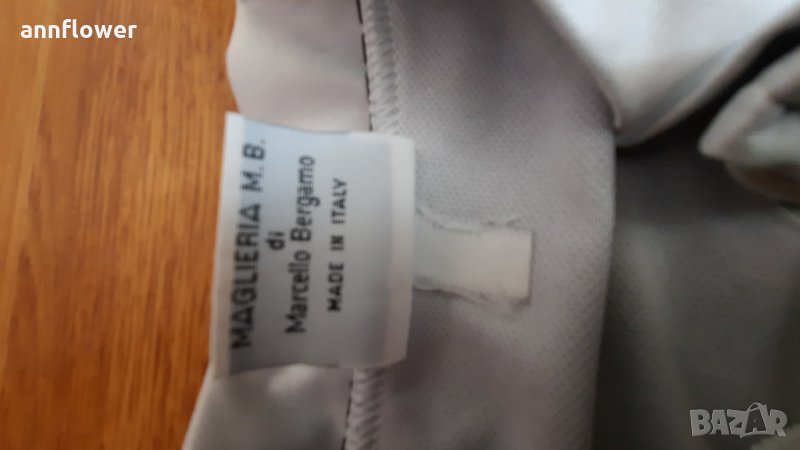 annflower
MAGLIERIA M. B.
di
Marcello Bergamo
MADE IN ITALY
BAZAR